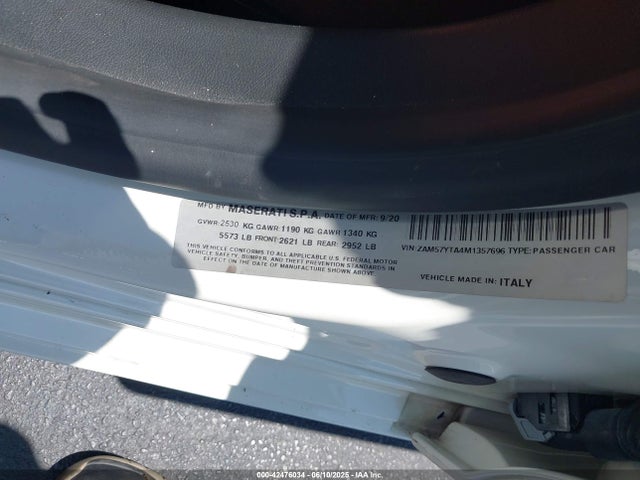 MFD BY MASERATI S.P.A. DATE OF MFR: 9/20
GVWR: 2530 KG GAWR: 1190 KG GAWR: 1340 KG
5573 LB FRONT: 2621 LB REAR: 2952 LB
THIS VEHICLE CONFORMS TO ALL APPLICABLE U.S. FEDERAL MOTOR
VEHICLE SAFETY, BUMPER, AND THEFT PREVENTION STANDARDS
IN EFFECT ON THE DATE OF MANUFACTURE SHOWN ABOVE.
VIN: ZAM57YTA4M1357696 TYPE: PASSENGER CAR
VEHICLE MADE IN: ITALY
000-42476034 06/10/2025 IAA Holdings, LLC